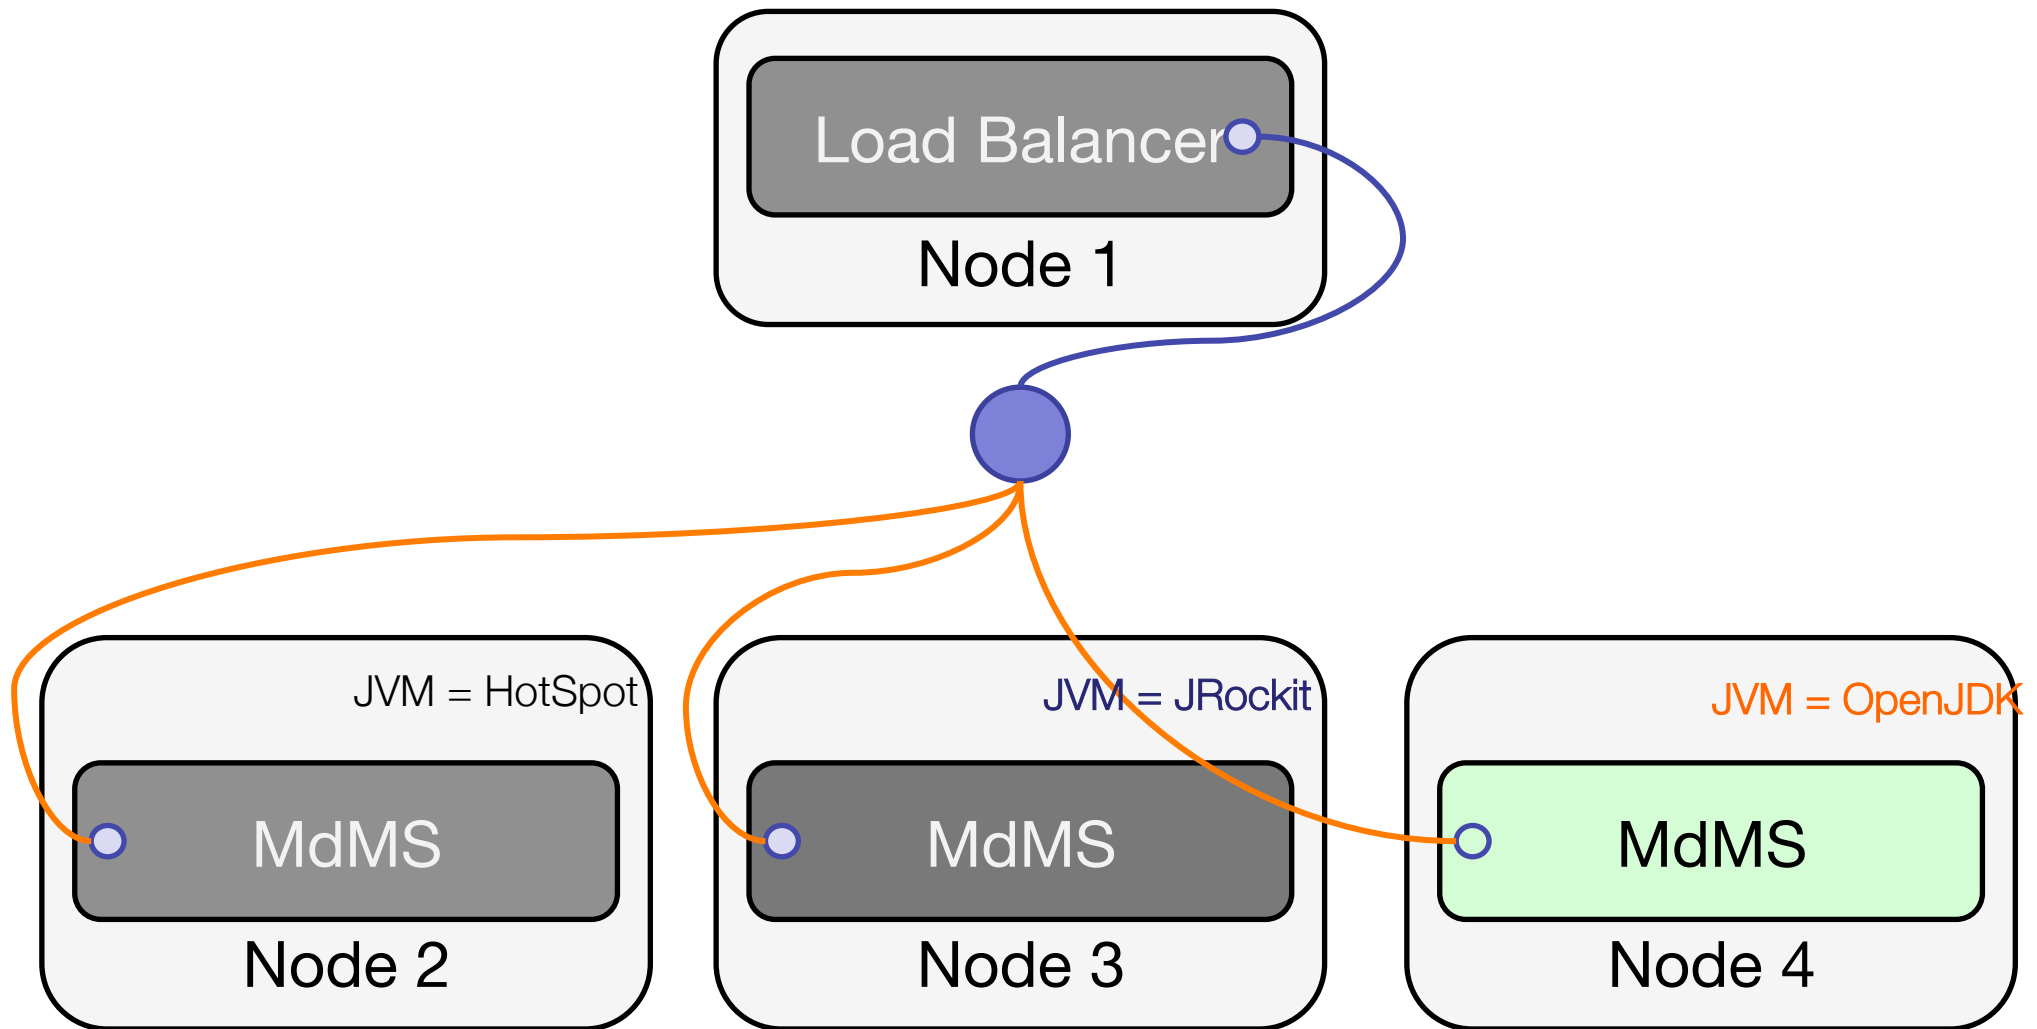 Load Balancer
Node 1
JVM = HotSpot
MdMS
Node 2
JVM = JRockit
MdMS
Node 3
JVM = OpenJDK
MdMS
Node 4